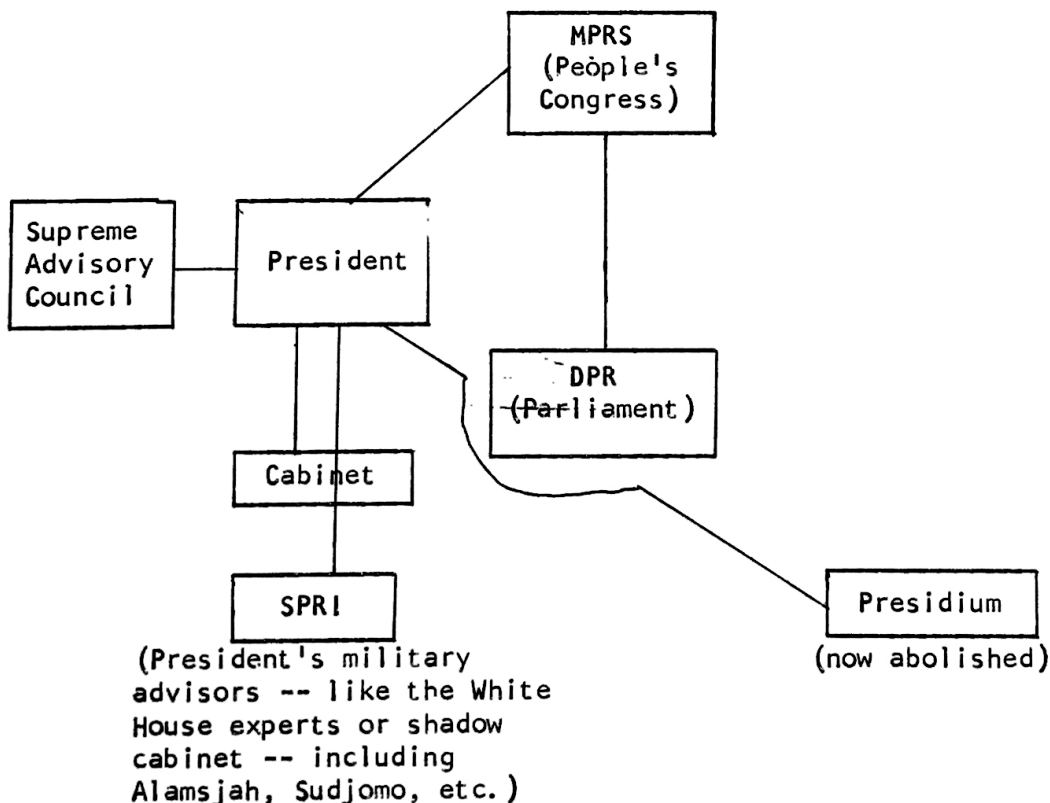 MPRS
(People's
Congress)
Supreme
Advisory
Council
President
DPR
(Parliament)
Cabinet
SPRI
(President's military
advisors -- like the White
House experts or shadow
cabinet -- including
Alamsjah, Sudjomo, etc.)
Presidium
(now abolished)